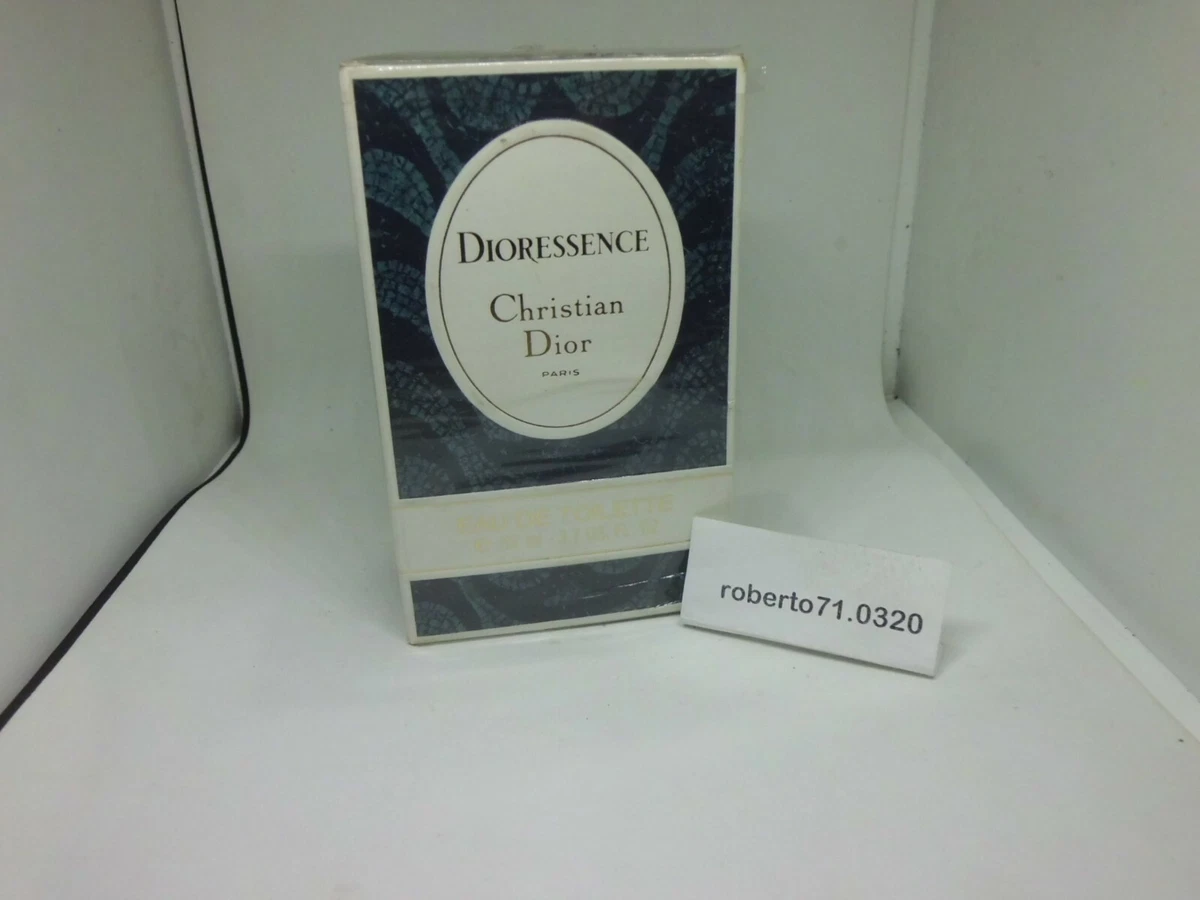 DIORESSENCE
Christian
Dior
PARIS
EAU DE TOILETTE
roberto71.0320